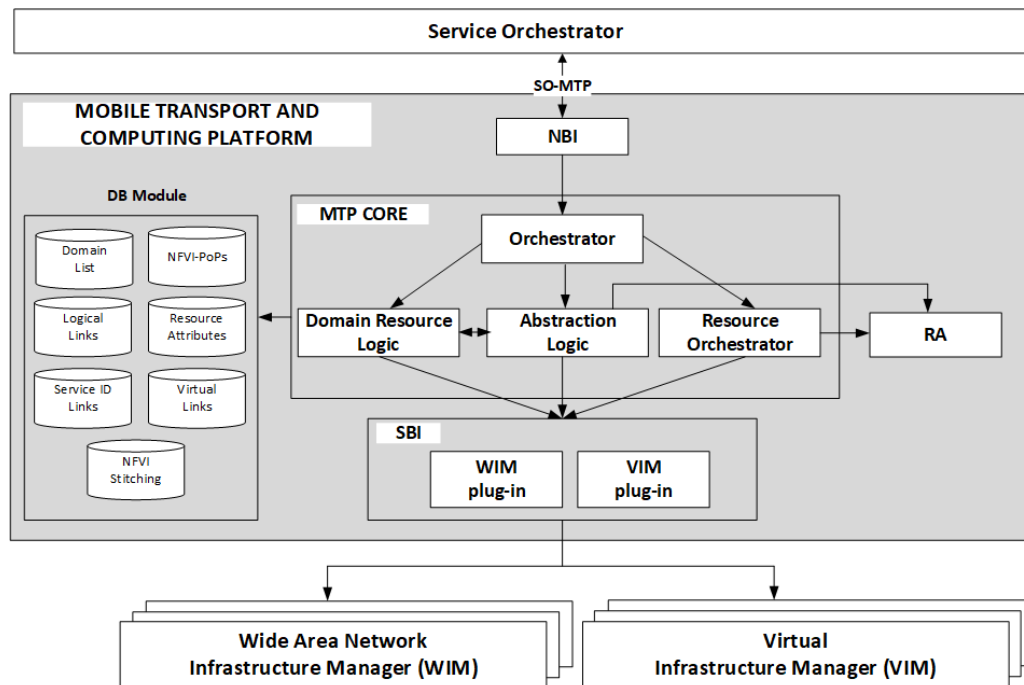 Service Orchestrator
SO-MTP
MOBILE TRANSPORT AND
COMPUTING PLATFORM
NBI
DB Module
Domain
List
NFVI-PoPs
Logical
Links
Resource
Attributes
Service ID
Links
Virtual
Links
NFVI
Stitching
MTP CORE
Orchestrator
Domain Resource
Logic
Abstraction
Logic
Resource
Orchestrator
RA
SBI
WIM
plug-in
VIM
plug-in
Wide Area Network
Infrastructure Manager (WIM)
Virtual
Infrastructure Manager (VIM)